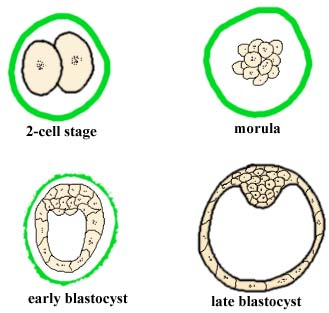 2-cell stage
morula
early blastocyst
late blastocyst